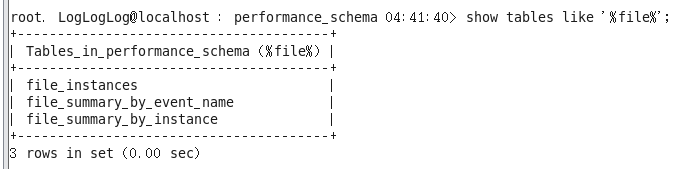 root. LogLogLog@localhost : performance_schema 04:41:40> show tables like '%file%';
+--------------------------------------+
| Tables_in_performance_schema (%file%) |
+--------------------------------------+
| file_instances |
| file_summary_by_event_name |
| file_summary_by_instance |
+--------------------------------------+
3 rows in set (0.00 sec)